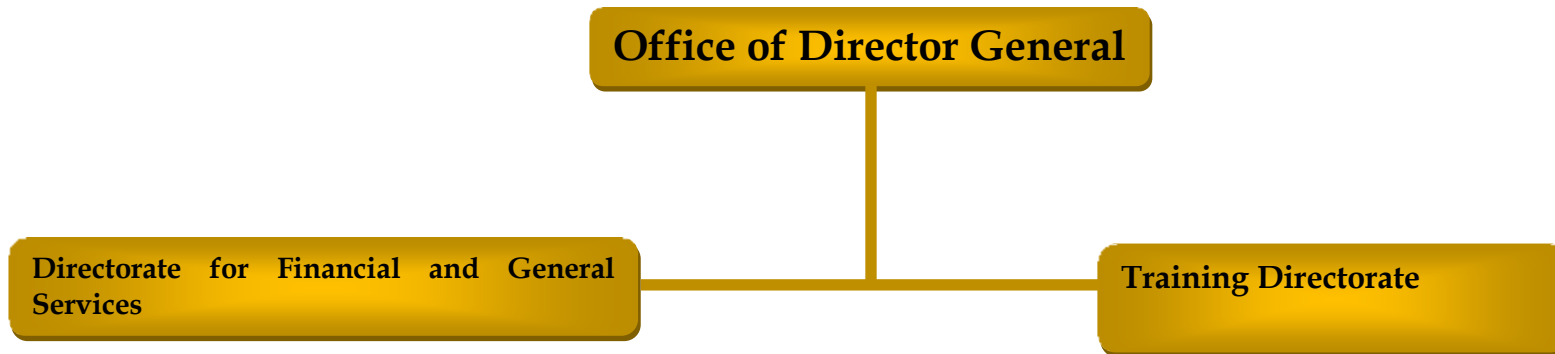 Office of Director General
Directorate for Financial and General
Services
Training Directorate